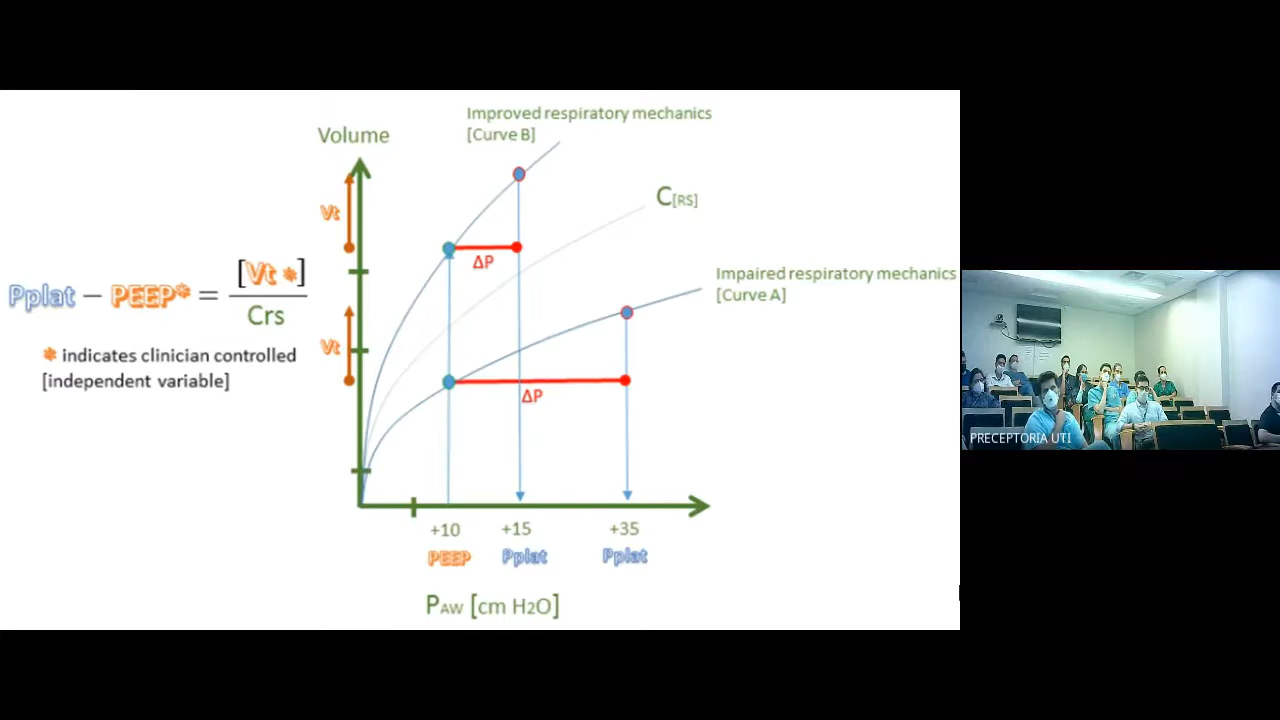 Improved respiratory mechanics
[Curve B]
Volume
Vt
C[RS]
ΔP
Impaired respiratory mechanics
[Curve A]
Pplat − PEEP* = [Vt *] / Crs
Vt
* indicates clinician controlled
[independent variable]
ΔP
PRECEPTORIA UTI
+10 +15 +35
PEEP Pplat Pplat
PAW [cm H2O]